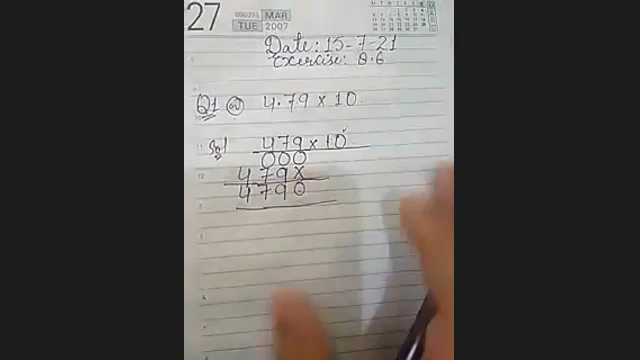 27
MAR
TUE 2007
Date: 15-7-21
Exercise: 8.6
Q1 4.79 × 10.
Sol 479 × 10
000
479×
4790